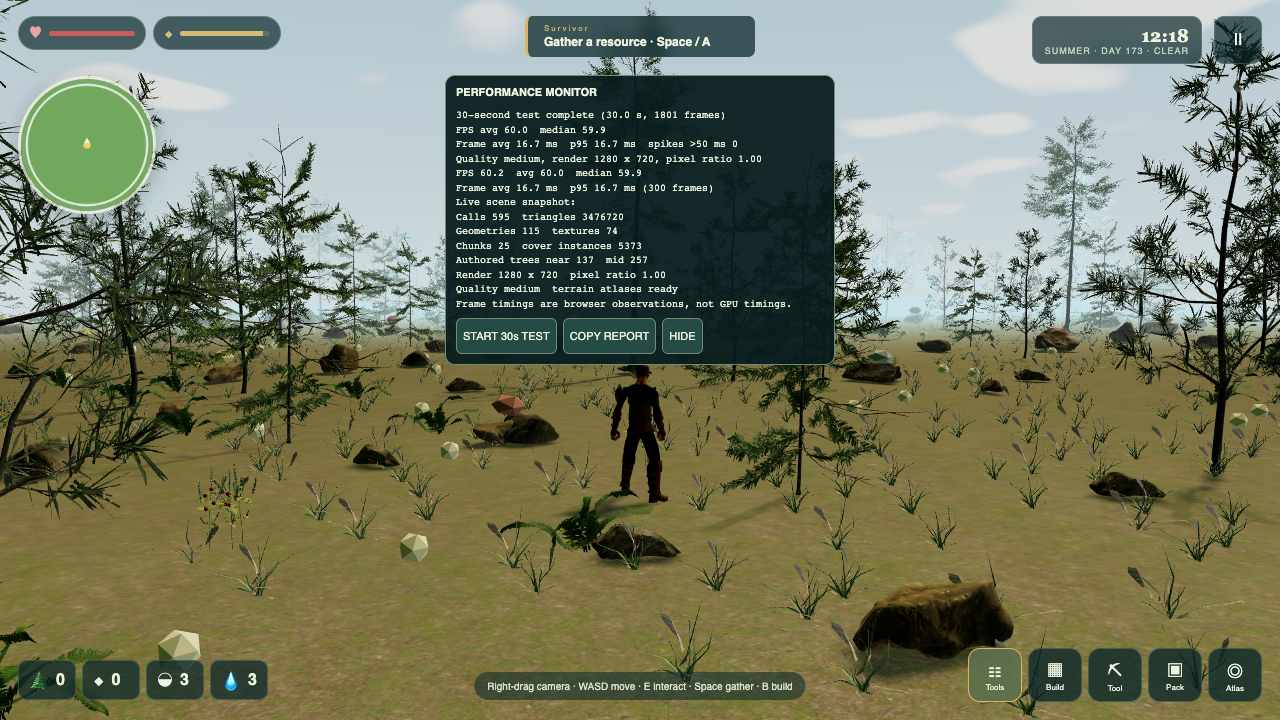 Survivor
Gather a resource · Space / A
12:18
SUMMER · DAY 173 · CLEAR
PERFORMANCE MONITOR
30-second test complete (30.0 s, 1801 frames)
FPS avg 60.0 median 59.9
Frame avg 16.7 ms p95 16.7 ms spikes >50 ms 0
Quality medium, render 1280 x 720, pixel ratio 1.00
FPS 60.2 avg 60.0 median 59.9
Frame avg 16.7 ms p95 16.7 ms (300 frames)
Live scene snapshot:
Calls 595 triangles 3476720
Geometries 115 textures 74
Chunks 25 cover instances 5373
Authored trees near 137 mid 257
Render 1280 x 720 pixel ratio 1.00
Quality medium terrain atlases ready
Frame timings are browser observations, not GPU timings.
START 30s TEST COPY REPORT HIDE
0 0 3 3
Right-drag camera · WASD move · E interact · Space gather · B build
Tools Build Tool Pack Atlas